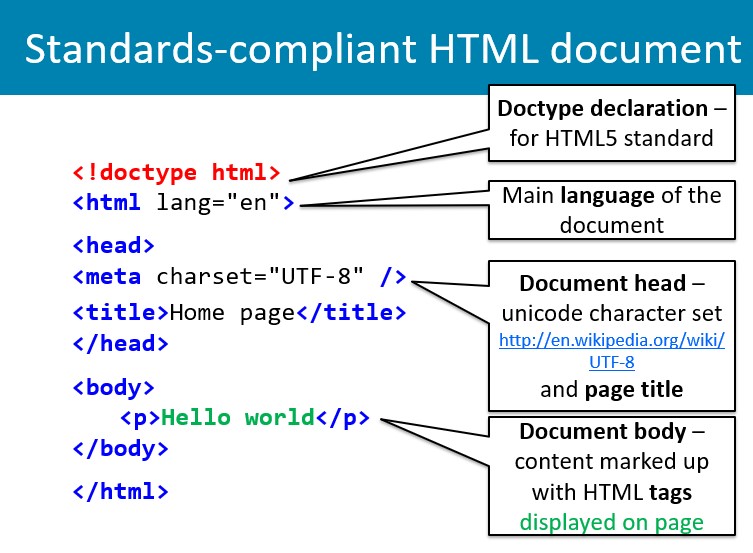 Standards-compliant HTML document
<!doctype html>
<html lang="en">
<head>
<meta charset="UTF-8" />
<title>Home page</title>
</head>
<body>
<p>Hello world</p>
</body>
</html>
Doctype declaration –
for HTML5 standard
Main language of the
document
Document head –
unicode character set
http://en.wikipedia.org/wiki/
UTF-8
and page title
Document body –
content marked up
with HTML tags
displayed on page